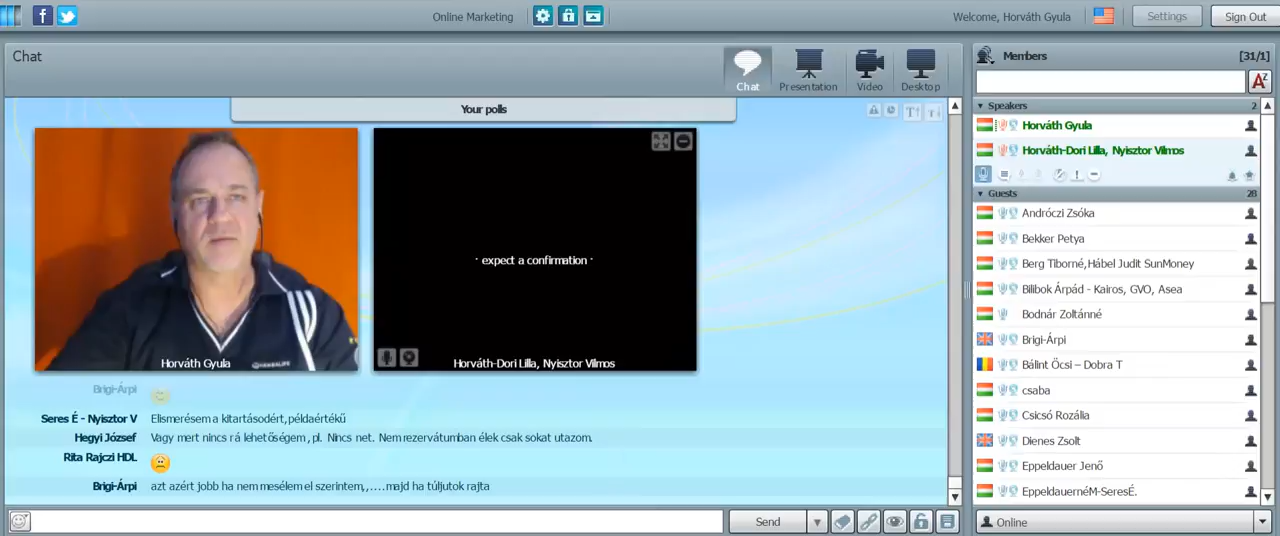 Online Marketing
Welcome, Horváth Gyula
Settings
Sign Out
Chat
Chat
Presentation
Video
Desktop
Members
[31/1]
Your polls
Speakers 2
Horváth Gyula
Horváth-Dori Lilla, Nyisztor Vilmos
Guests 28
Andróczi Zsóka
Bekker Petya
Berg Tiborné,Hábel Judit SunMoney
Bilibok Árpád - Kairos, GVO, Asea
Bodnár Zoltánné
Brigi-Árpi
Bálint Öcsi – Dobra T
csaba
Csicsó Rozália
Dienes Zsolt
Eppeldauer Jenő
EppeldauernéM-SeresÉ.
Online
· expect a confirmation ·
Horváth Gyula
HERBALIFE
Horváth-Dori Lilla, Nyisztor Vilmos
Brigi-Árpi
Seres É - Nyisztor V Elismerésem a kitartásodért,példaértékű
Hegyi József Vagy mert nincs rá lehetőségem , pl. Nincs net. Nem rezervátumban élek csak sokat utazom.
Rita Rajczi HDL
Brigi-Árpi azt azért jobb ha nem mesélem el szerintem,,....majd ha túljutok rajta
Send